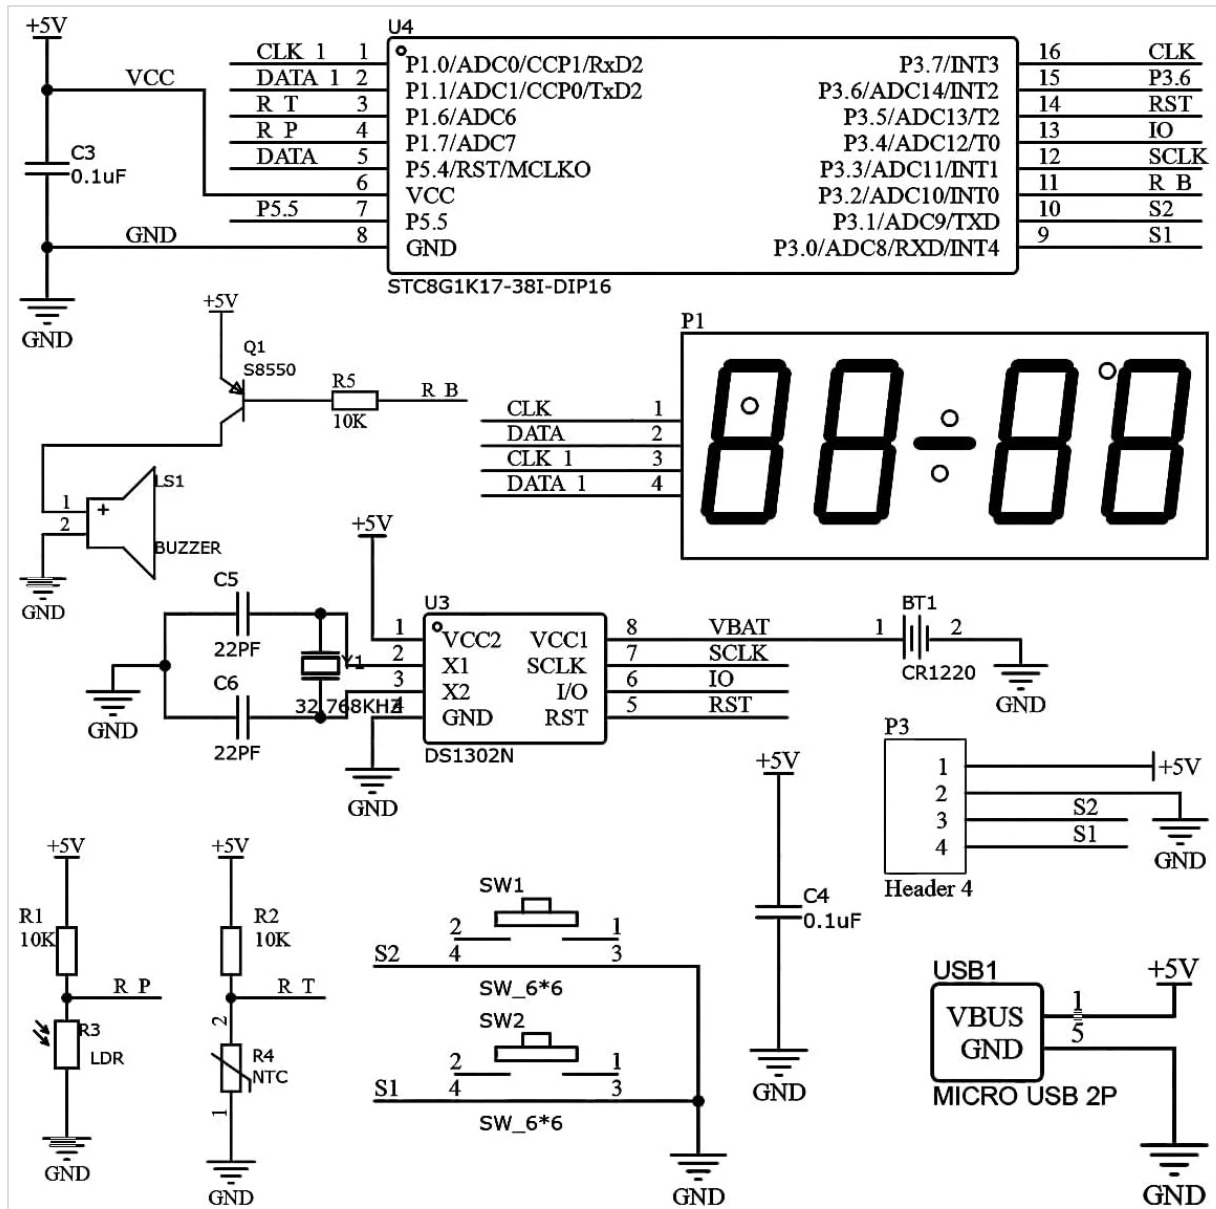 +5V
U4
CLK 1 1 P1.0/ADC0/CCP1/RxD2 P3.7/INT3 16 CLK
VCC DATA 1 2 P1.1/ADC1/CCP0/TxD2 P3.6/ADC14/INT2 15 P3.6
R T 3 P1.6/ADC6 P3.5/ADC13/T2 14 RST
R P 4 P1.7/ADC7 P3.4/ADC12/T0 13 IO
C3 DATA 5 P5.4/RST/MCLKO P3.3/ADC11/INT1 12 SCLK
0.1uF 6 VCC P3.2/ADC10/INT0 11 R B
P5.5 7 P5.5 P3.1/ADC9/TXD 10 S2
GND 8 GND P3.0/ADC8/RXD/INT4 9 S1
STC8G1K17-38I-DIP16
GND
+5V
Q1
S8550
R5
10K
R B
LS1
1 +
2
BUZZER
GND
P1
CLK 1
DATA 2
CLK 1 3
DATA 1 4
+5V
C5
22PF
C6
22PF
GND
Y1
32.768KHZ
U3
1 VCC2 VCC1 8 VBAT
2 X1 SCLK 7 SCLK
3 X2 I/O 6 IO
4 GND RST 5 RST
DS1302N
GND
BT1
1 2
CR1220
GND
P3
1 +5V
2
3 S2
4 S1
Header 4
GND
+5V
R1
10K
R P
R3
LDR
GND
+5V
R2
10K
R T
2
R4
NTC
1
GND
SW1
2 1
S2 4 3
SW_6*6
SW2
2 1
S1 4 3
SW_6*6
GND
+5V
C4
0.1uF
GND
USB1
+5V
VBUS 1
GND 5
MICRO USB 2P
GND